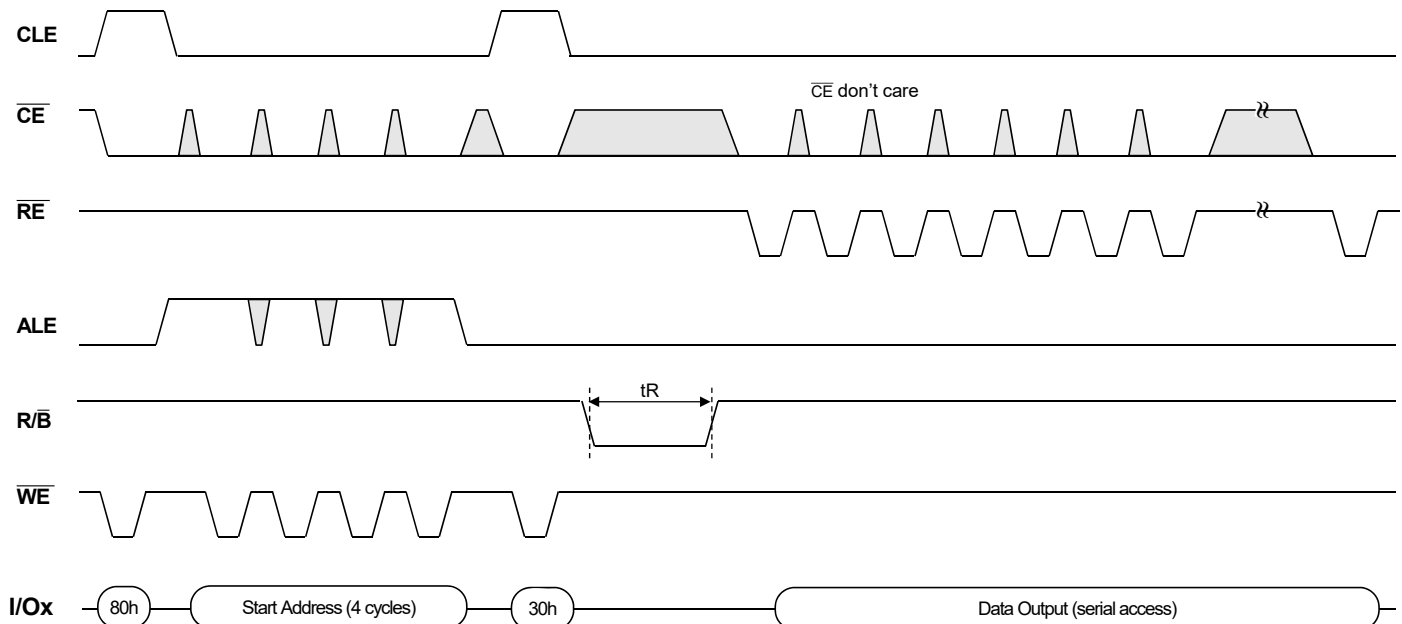 CLE
CE
CE don't care
RE
ALE
R/B
tR
WE
I/Ox
80h
Start Address (4 cycles)
30h
Data Output (serial access)